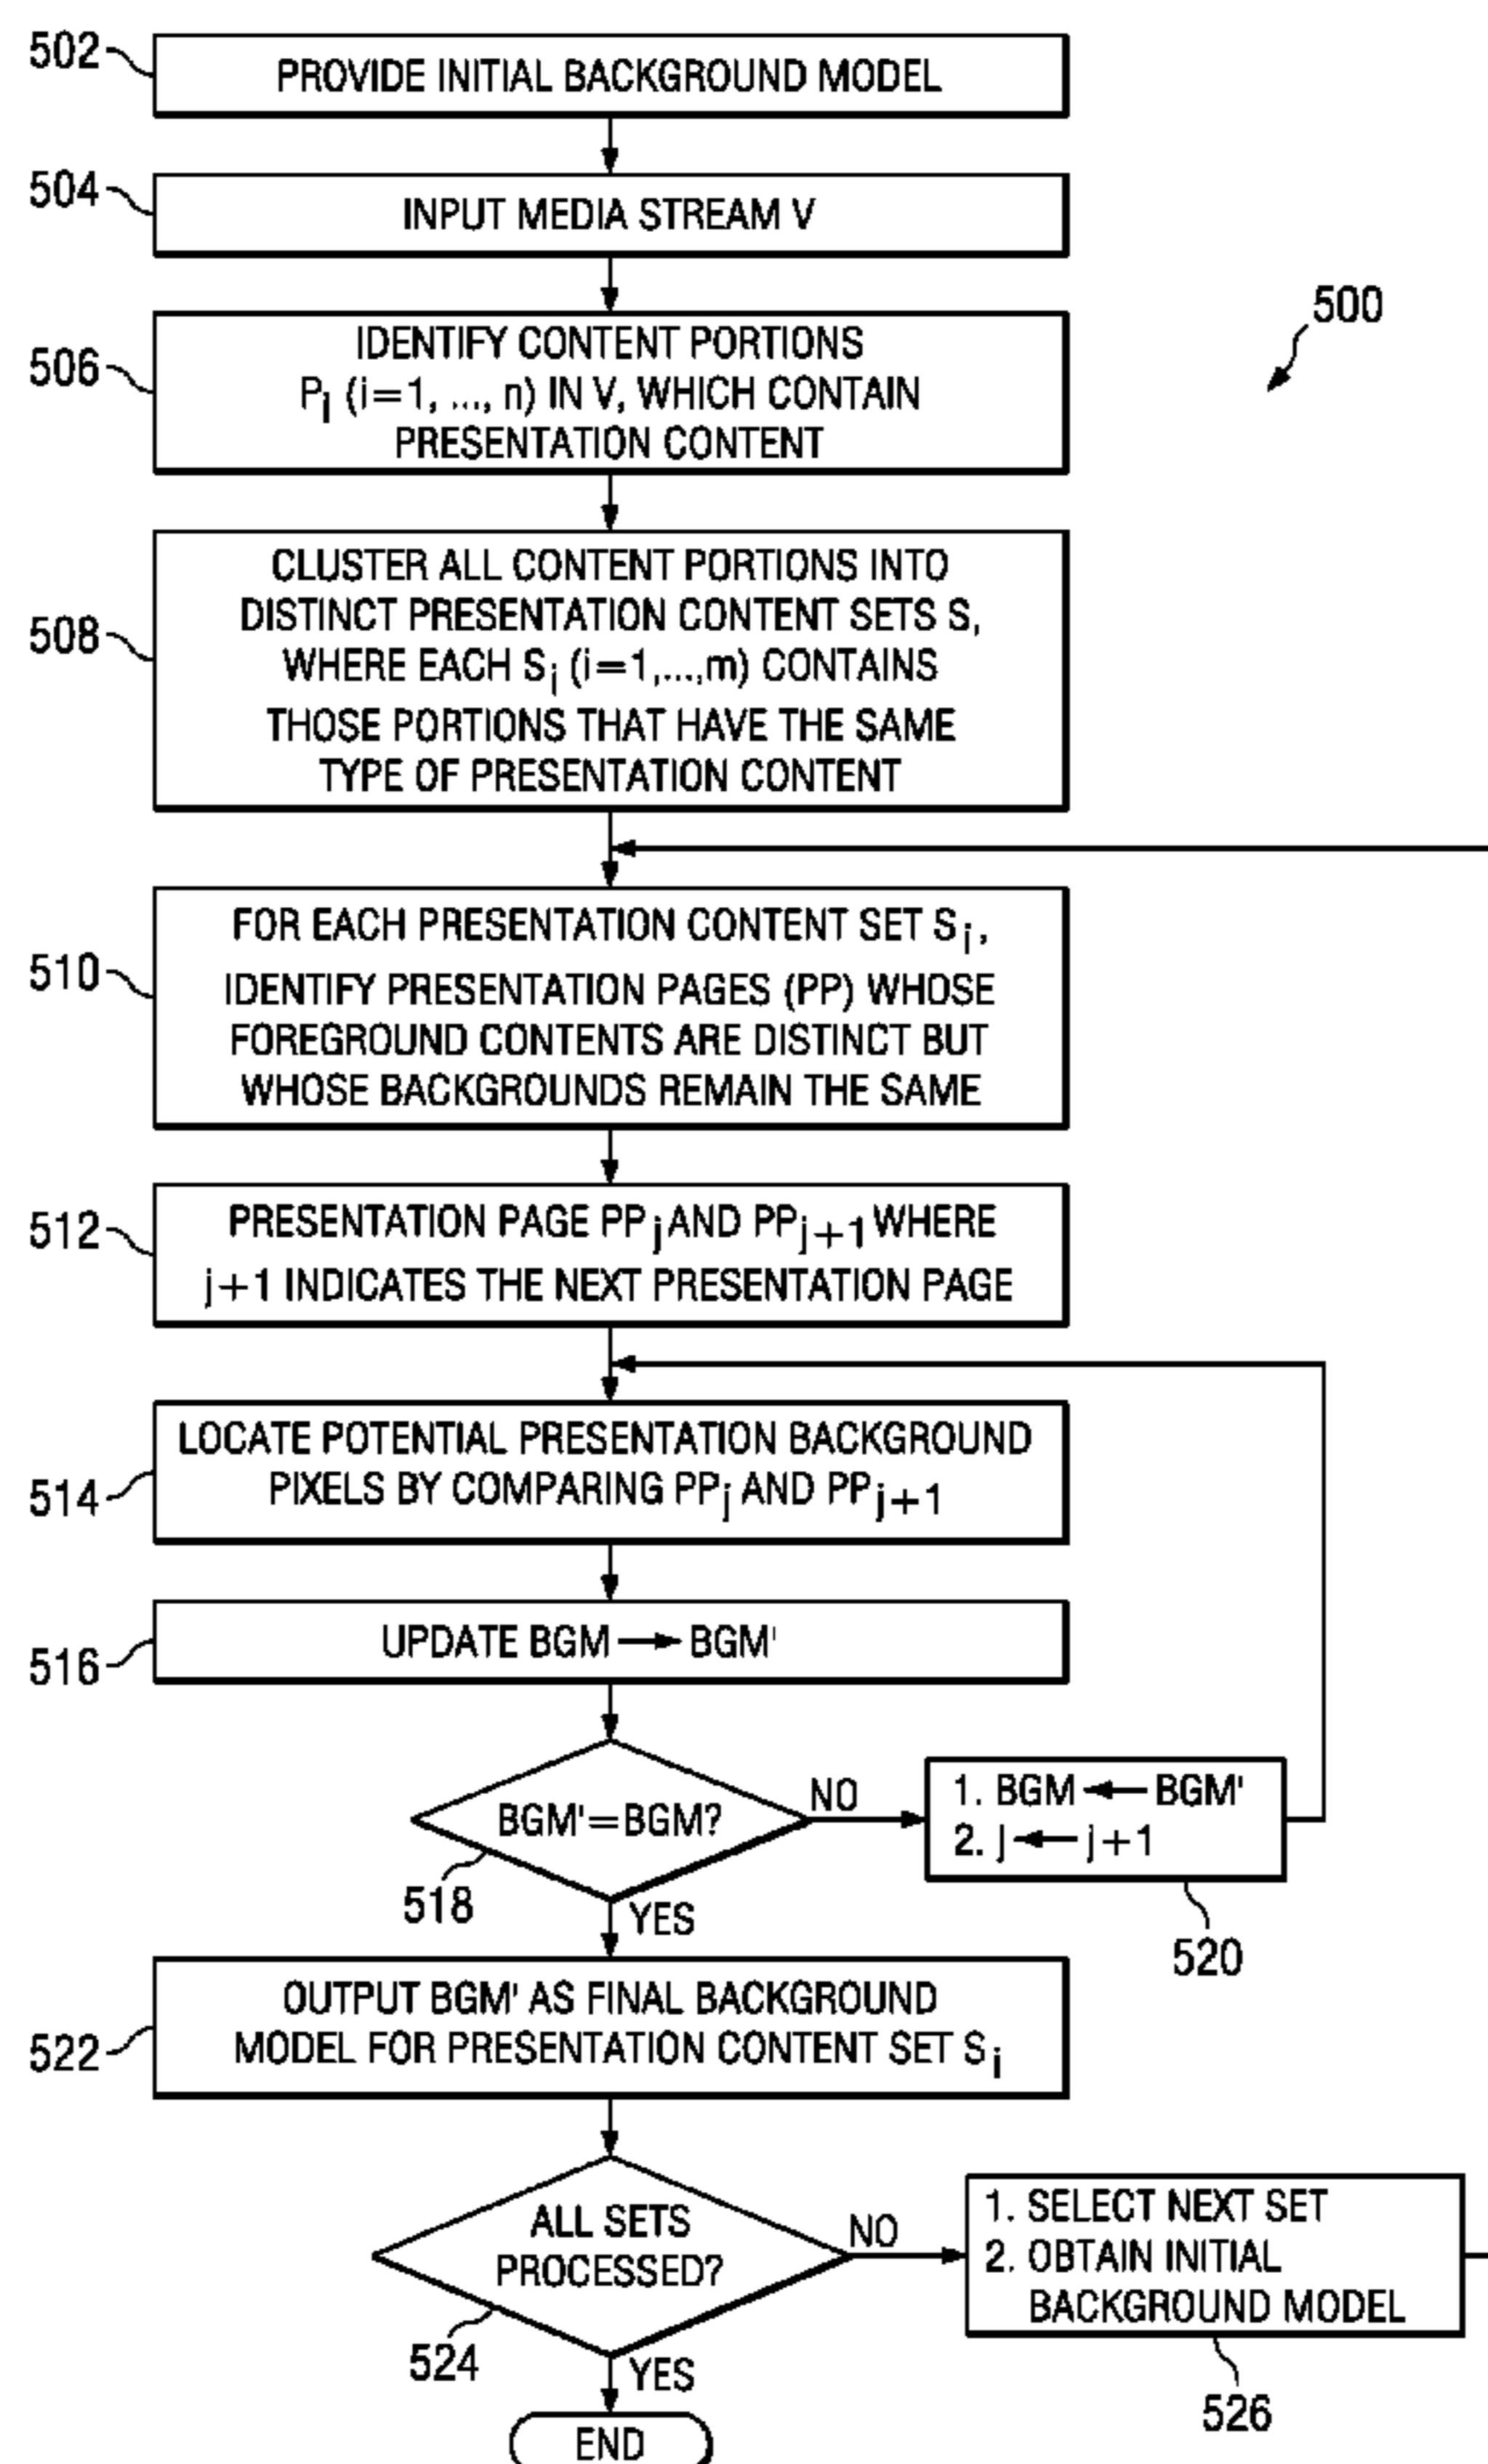 502
PROVIDE INITIAL BACKGROUND MODEL
504
INPUT MEDIA STREAM V
500
506
IDENTIFY CONTENT PORTIONS
Pi (i=1, ..., n) IN V, WHICH CONTAIN
PRESENTATION CONTENT
508
CLUSTER ALL CONTENT PORTIONS INTO
DISTINCT PRESENTATION CONTENT SETS S,
WHERE EACH Si (i=1,...,m) CONTAINS
THOSE PORTIONS THAT HAVE THE SAME
TYPE OF PRESENTATION CONTENT
510
FOR EACH PRESENTATION CONTENT SET Si,
IDENTIFY PRESENTATION PAGES (PP) WHOSE
FOREGROUND CONTENTS ARE DISTINCT BUT
WHOSE BACKGROUNDS REMAIN THE SAME
512
PRESENTATION PAGE PPj AND PPj+1 WHERE
j+1 INDICATES THE NEXT PRESENTATION PAGE
514
LOCATE POTENTIAL PRESENTATION BACKGROUND
PIXELS BY COMPARING PPj AND PPj+1
516
UPDATE BGM → BGM'
518
BGM'=BGM?
NO
1. BGM ← BGM'
2. j ← j+1
520
YES
522
OUTPUT BGM' AS FINAL BACKGROUND
MODEL FOR PRESENTATION CONTENT SET Si
524
ALL SETS
PROCESSED?
NO
1. SELECT NEXT SET
2. OBTAIN INITIAL
BACKGROUND MODEL
526
YES
END